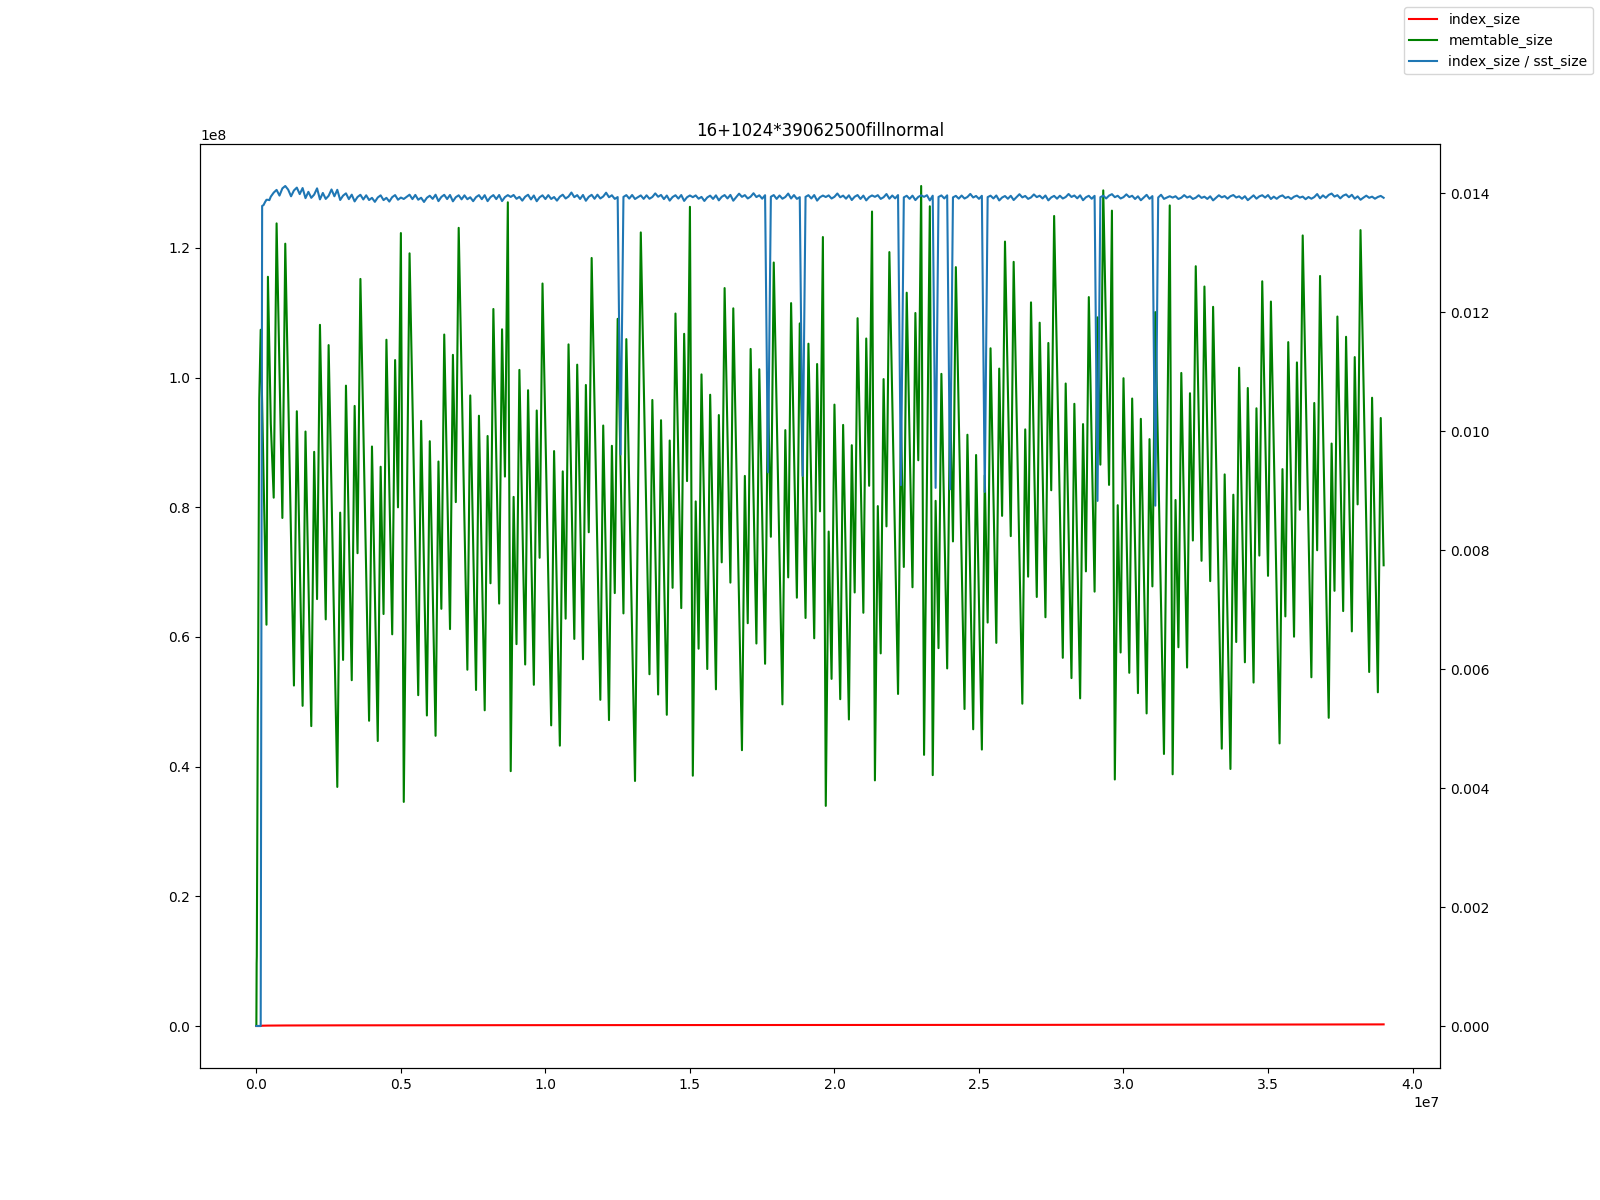 index_size
memtable_size
index_size / sst_size
16+1024*39062500fillnormal
1e8
1.2
1.0
0.8
0.6
0.4
0.2
0.0
0.014
0.012
0.010
0.008
0.006
0.004
0.002
0.000
0.0 0.5 1.0 1.5 2.0 2.5 3.0 3.5 4.0
1e7